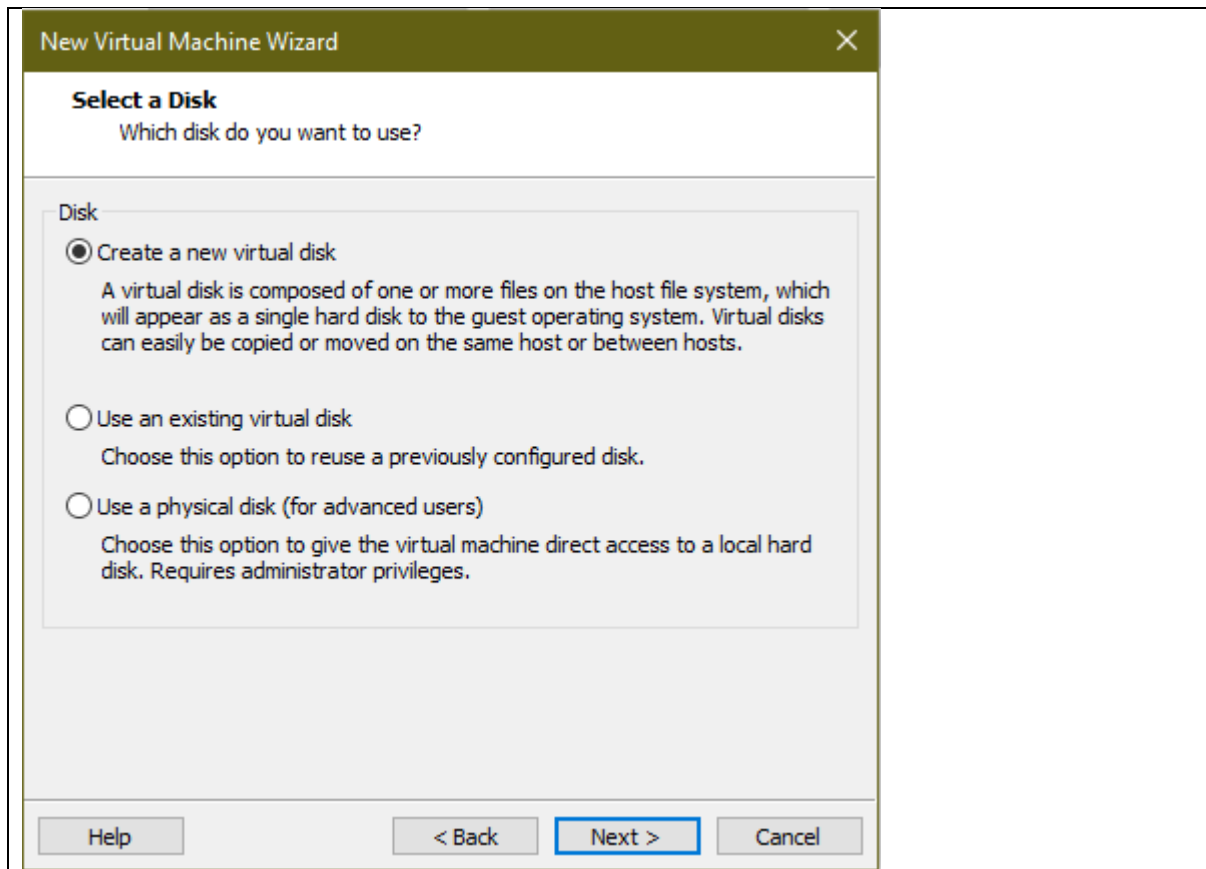 New Virtual Machine Wizard
Select a Disk
Which disk do you want to use?
Disk
Create a new virtual disk
A virtual disk is composed of one or more files on the host file system, which
will appear as a single hard disk to the guest operating system. Virtual disks
can easily be copied or moved on the same host or between hosts.
Use an existing virtual disk
Choose this option to reuse a previously configured disk.
Use a physical disk (for advanced users)
Choose this option to give the virtual machine direct access to a local hard
disk. Requires administrator privileges.
Help < Back Next > Cancel